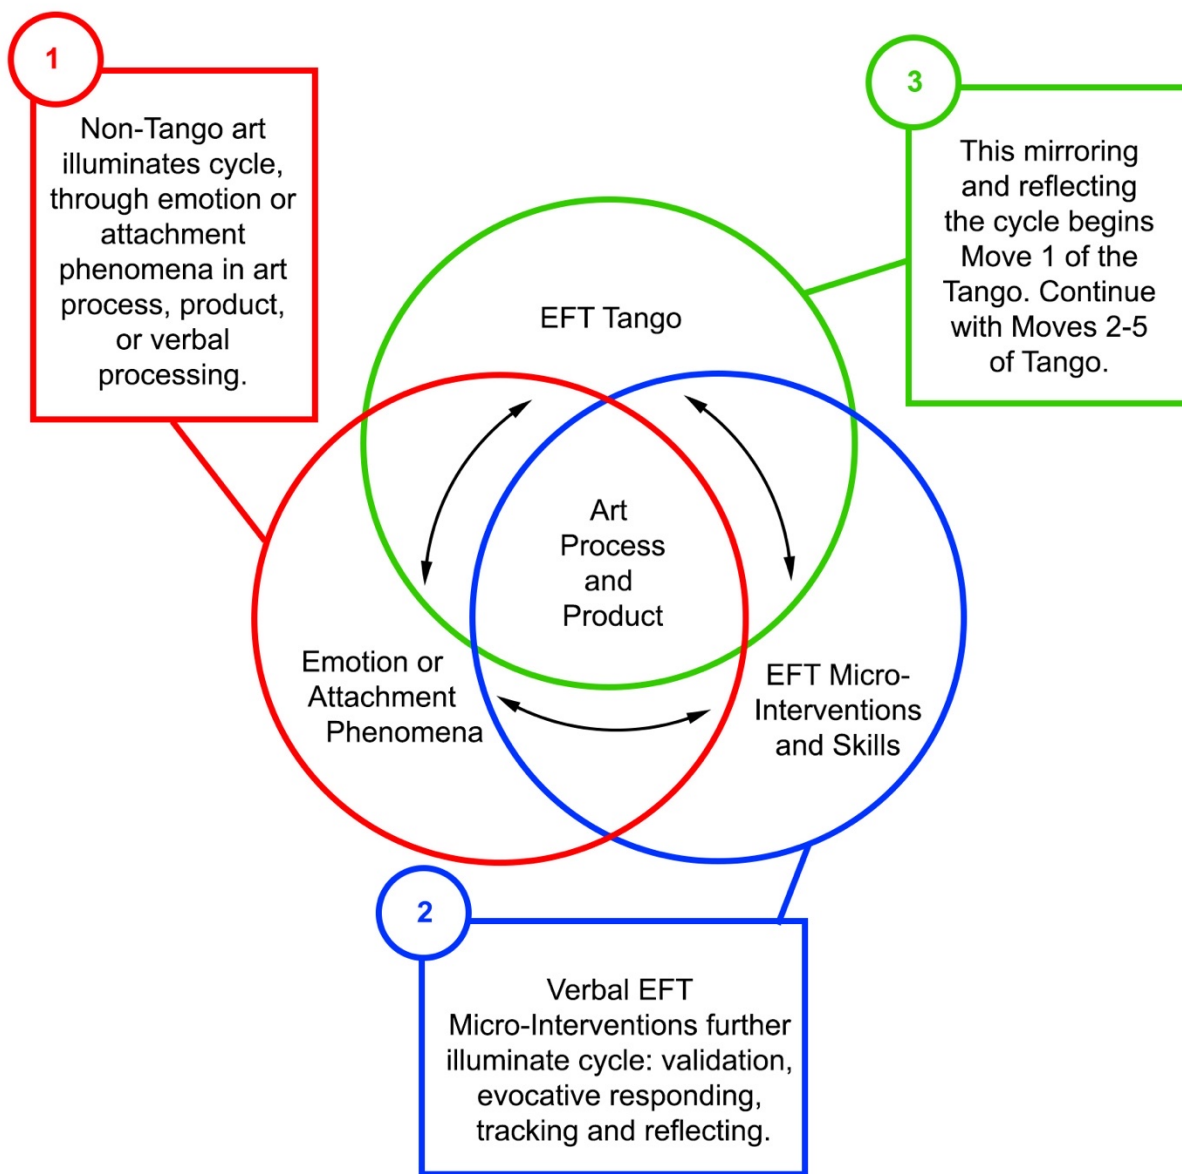 1
Non-Tango art
illuminates cycle,
through emotion or
attachment
phenomena in art
process, product,
or verbal
processing.
3
This mirroring
and reflecting
the cycle begins
Move 1 of the
Tango. Continue
with Moves 2-5
of Tango.
EFT Tango
Art
Process
and
Product
Emotion or
Attachment
Phenomena
EFT Micro-
Interventions
and Skills
2
Verbal EFT
Micro-Interventions further
illuminate cycle: validation,
evocative responding,
tracking and reflecting.